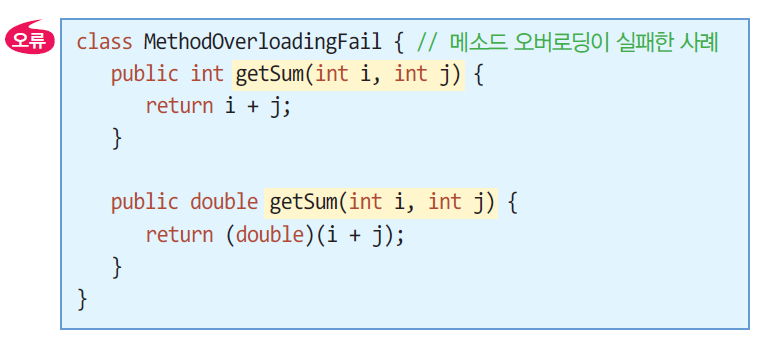 오류
class MethodOverloadingFail { // 메소드 오버로딩이 실패한 사례
public int getSum(int i, int j) {
return i + j;
}
public double getSum(int i, int j) {
return (double)(i + j);
}
}